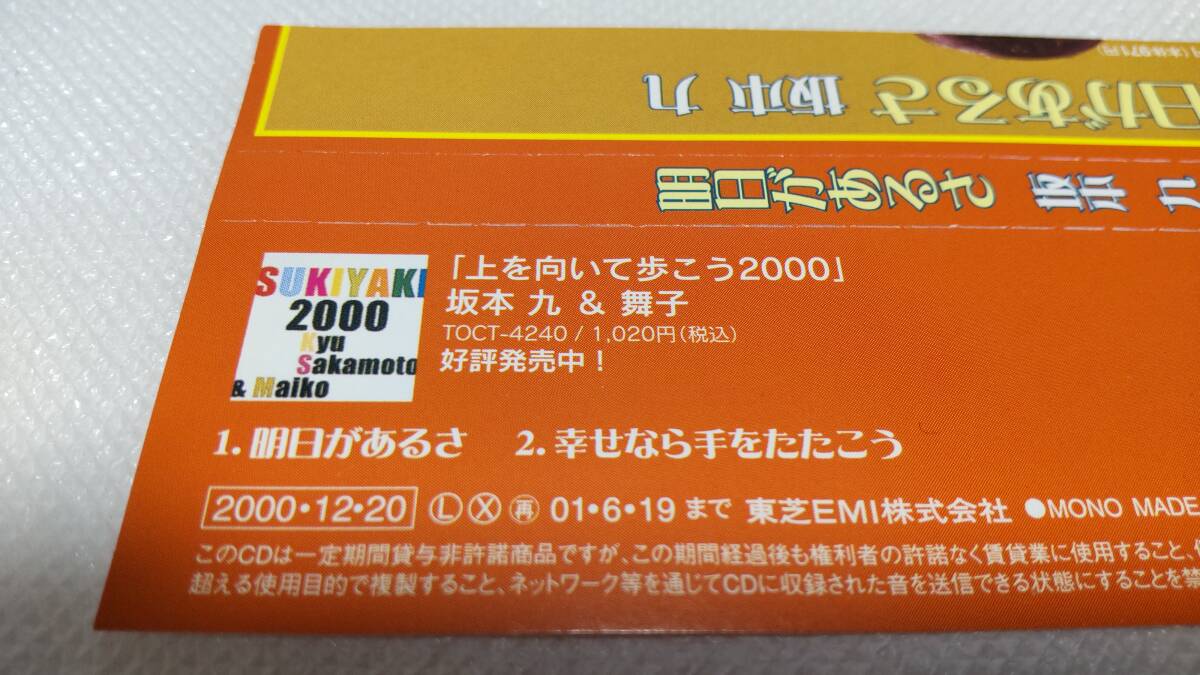 (本体971円)
日があるさ 坂本 九
明日があるさ 坂本 九
SUKIYAKI
2000
Kyu
Sakamoto
& Maiko
「上を向いて歩こう2000」
坂本 九 & 舞子
TOCT-4240 / 1,020円(税込)
好評発売中!
1. 明日があるさ 2. 幸せなら手をたたこう
2000・12・20 Ⓛ Ⓧ ㊞ 01・6・19 まで 東芝EMI株式会社 ●MONO MADE
このCDは一定期間貸与非許諾商品ですが、この期間経過後も権利者の許諾なく賃貸業に使用すること、
超える使用目的で複製すること、ネットワーク等を通じてCDに収録された音を送信できる状態にすることを禁